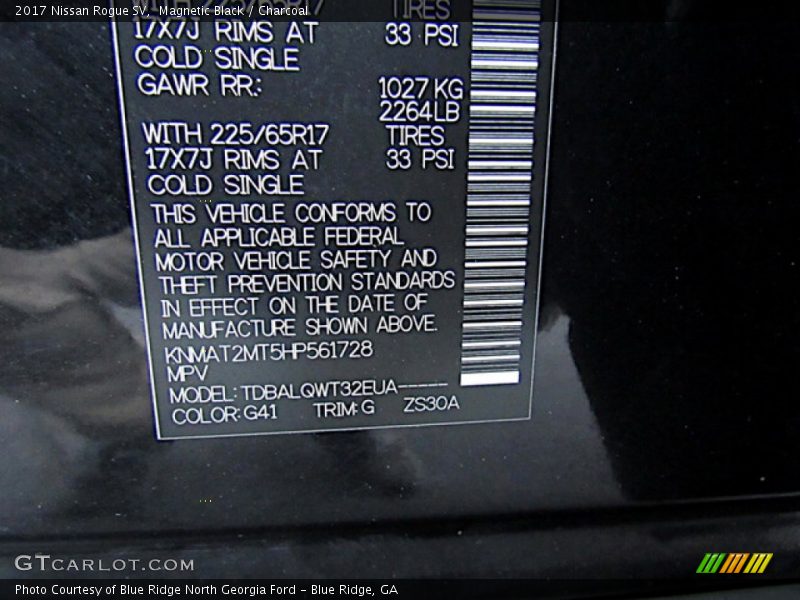 2017 Nissan Rogue SV, Magnetic Black / Charcoal
TIRES
17X7J RIMS AT 33 PSI
COLD SINGLE
GAWR RR.: 1027 KG
2264LB
WITH 225/65R17 TIRES
17X7J RIMS AT 33 PSI
COLD SINGLE
THIS VEHICLE CONFORMS TO
ALL APPLICABLE FEDERAL
MOTOR VEHICLE SAFETY AND
THEFT PREVENTION STANDARDS
IN EFFECT ON THE DATE OF
MANUFACTURE SHOWN ABOVE.
KNMAT2MT5HP561728
MPV
MODEL: TDBALQWT32EUA-----
COLOR: G41 TRIM: G ZS30A
GTCARLOT.COM
Photo Courtesy of Blue Ridge North Georgia Ford - Blue Ridge, GA